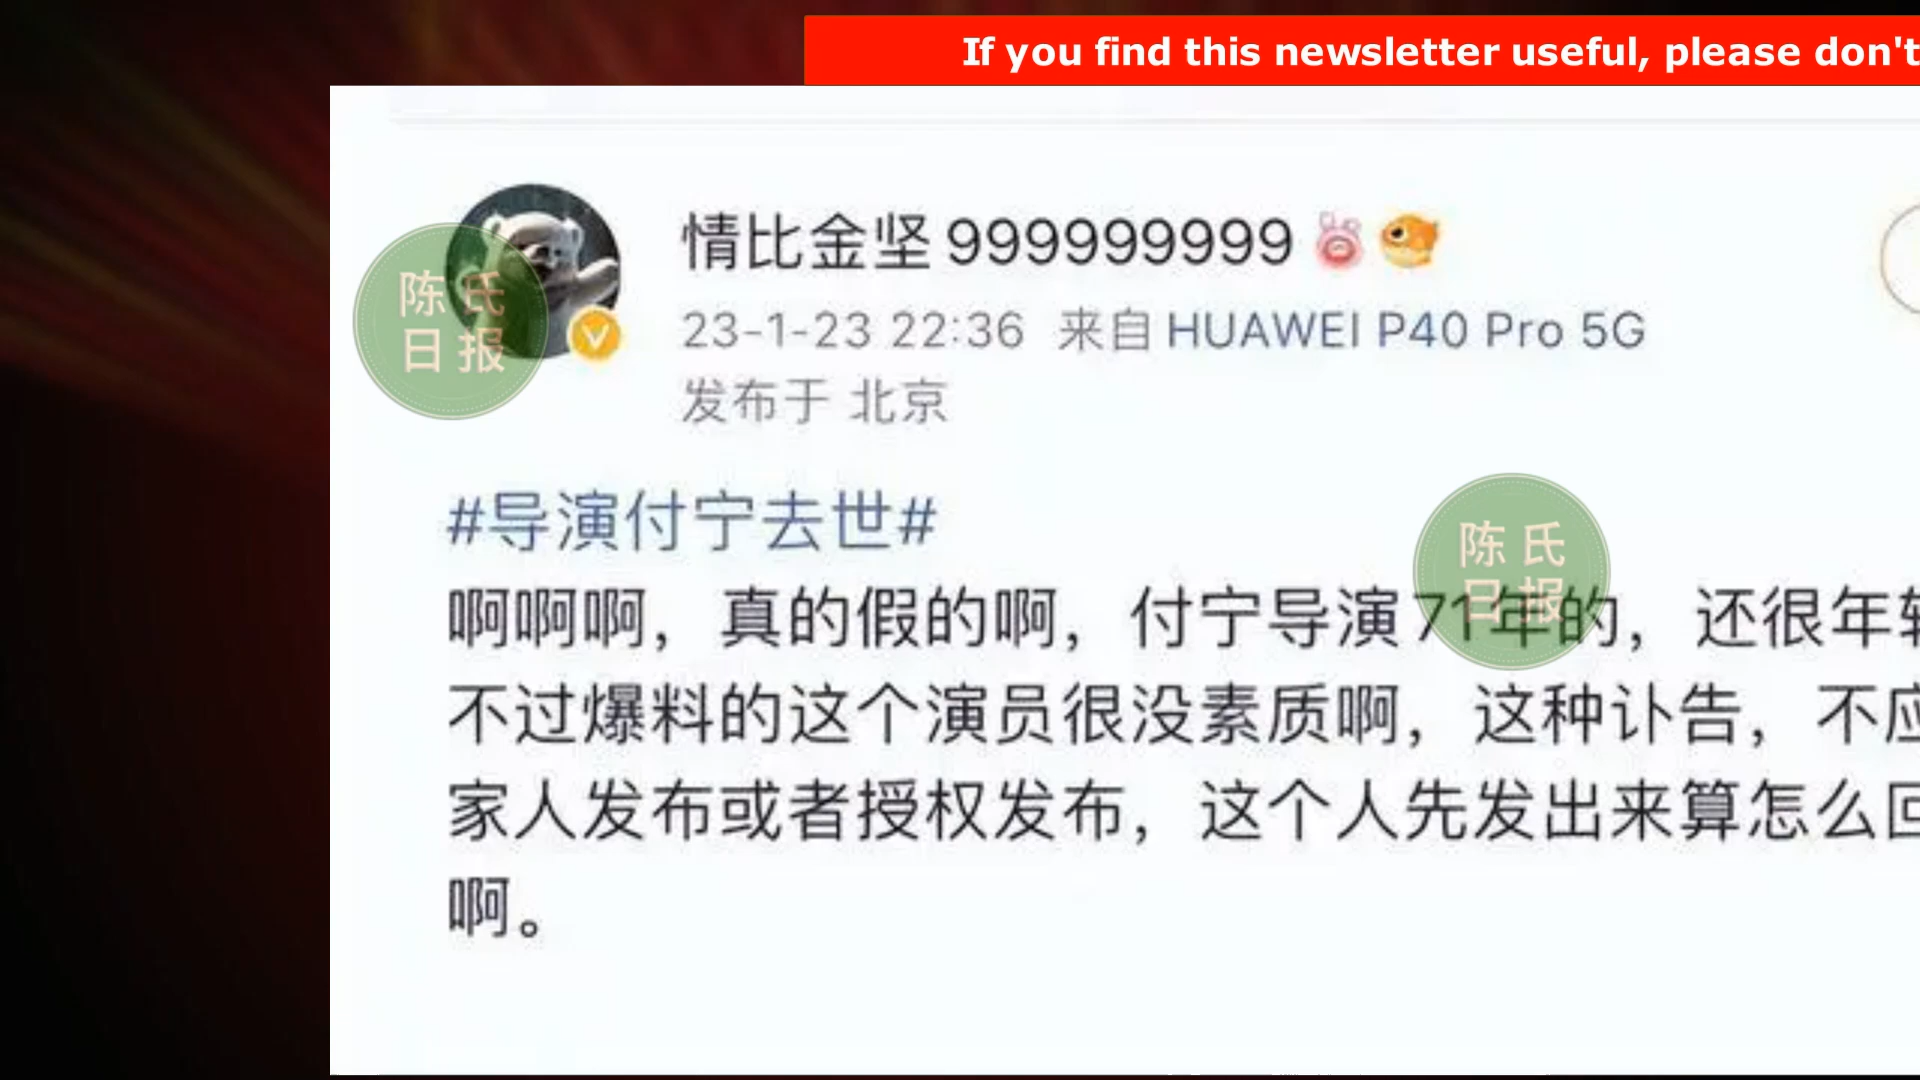 If you find this newsletter useful, please don't
情比金坚999999999
23-1-23 22:36 来自 HUAWEI P40 Pro 5G
发布于 北京
陈氏
日报
#导演付宁去世#
陈氏
日报
啊啊啊，真的假的啊，付宁导演71年的，还很年
不过爆料的这个演员很没素质啊，这种讣告，不应
家人发布或者授权发布，这个人先发出来算怎么回
啊。